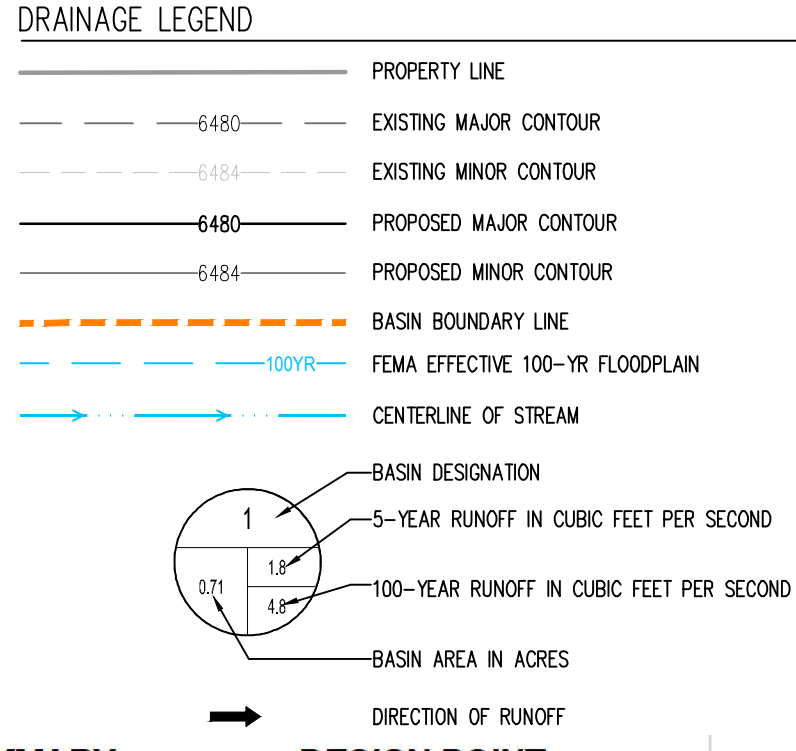 DRAINAGE LEGEND
PROPERTY LINE
6480 EXISTING MAJOR CONTOUR
6484 EXISTING MINOR CONTOUR
6480 PROPOSED MAJOR CONTOUR
6484 PROPOSED MINOR CONTOUR
BASIN BOUNDARY LINE
100YR FEMA EFFECTIVE 100-YR FLOODPLAIN
CENTERLINE OF STREAM
BASIN DESIGNATION
1
5-YEAR RUNOFF IN CUBIC FEET PER SECOND
1.8
0.71
100-YEAR RUNOFF IN CUBIC FEET PER SECOND
4.8
BASIN AREA IN ACRES
DIRECTION OF RUNOFF
DESIGN POINT